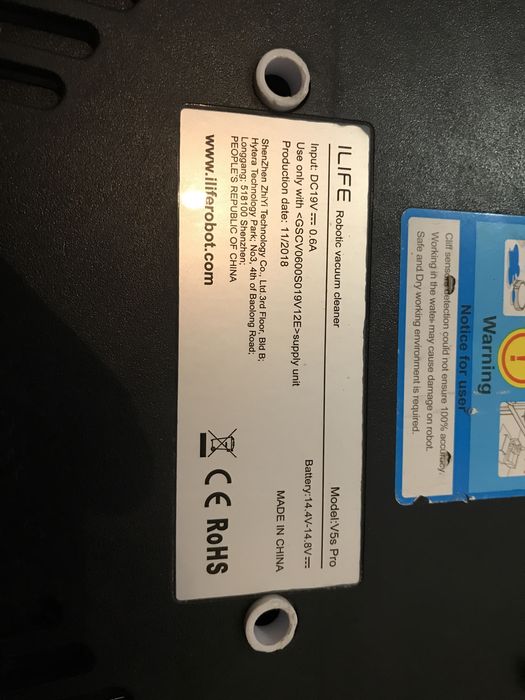 ILIFE Robotic vacuum cleaner Model:V5s Pro
Input: DC19V⎓ 0.6A Battery:14.4V-14.8V⎓
Use only with <GSCV0600S019V12E>supply unit
Production date: 11/2018 MADE IN CHINA
ShenZhen ZhiYi Technology Co., Ltd.3rd Floor, Bld B;
Hytera Technology Park; No3, 4th of Baolong Road;
Longgang; 518100 Shenzhen;
PEOPLE'S REPUBLIC OF CHINA
www.iliferobot.com
CE RoHS
Warning
Notice for user
Cliff sensor detection could not ensure 100% accuracy.
Working in the water may cause damage on robot.
Safe and Dry working environment is required.